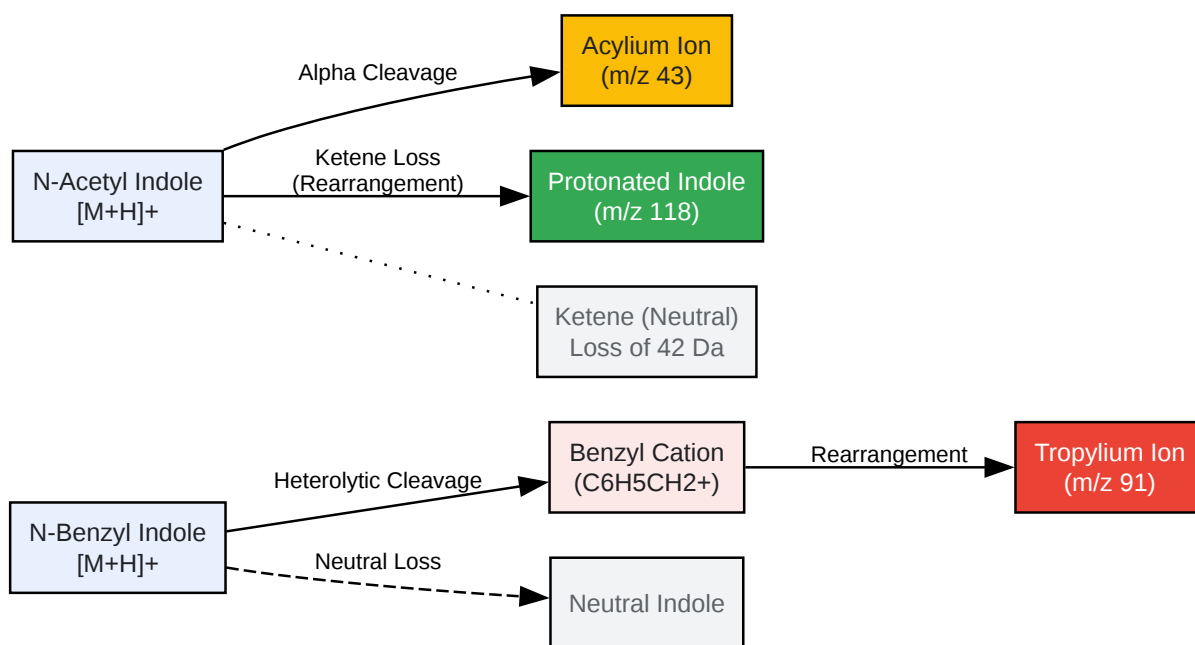 Acylium Ion
(m/z 43)
Alpha Cleavage
Ketene Loss
(Rearrangement)
N-Acetyl Indole
[M+H]+
Protonated Indole
(m/z 118)
Ketene (Neutral)
Loss of 42 Da
Benzyl Cation
(C6H5CH2+)
Rearrangement
Tropylium Ion
(m/z 91)
Heterolytic Cleavage
N-Benzyl Indole
[M+H]+
Neutral Loss
Neutral Indole